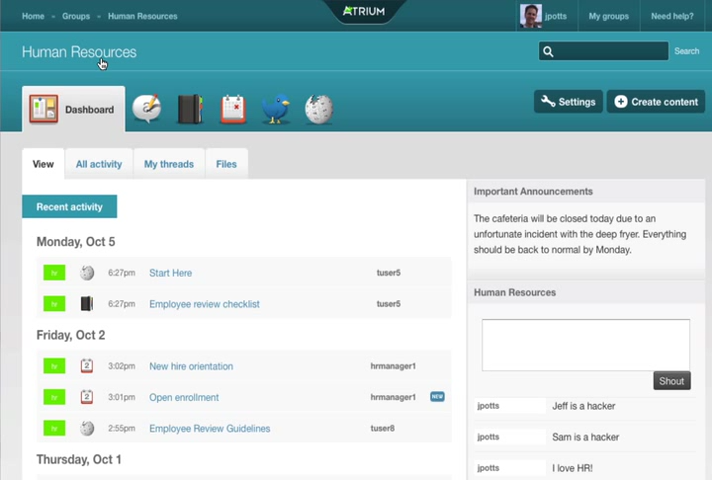 Home • Groups • Human Resources
ATRIUM
jpotts
My groups
Need help?
Human Resources
Search
Dashboard
Settings
Create content
View
All activity
My threads
Files
Recent activity
Monday, Oct 5
6:27pm Start Here tuser5
6:27pm Employee review checklist tuser5
Friday, Oct 2
2 3:02pm New hire orientation hrmanager1
2 3:01pm Open enrollment hrmanager1 NEW
2:55pm Employee Review Guidelines tuser8
Thursday, Oct 1
Important Announcements
The cafeteria will be closed today due to an
unfortunate incident with the deep fryer. Everything
should be back to normal by Monday.
Human Resources
Shout
jpotts Jeff is a hacker
jpotts Sam is a hacker
jpotts I love HR!